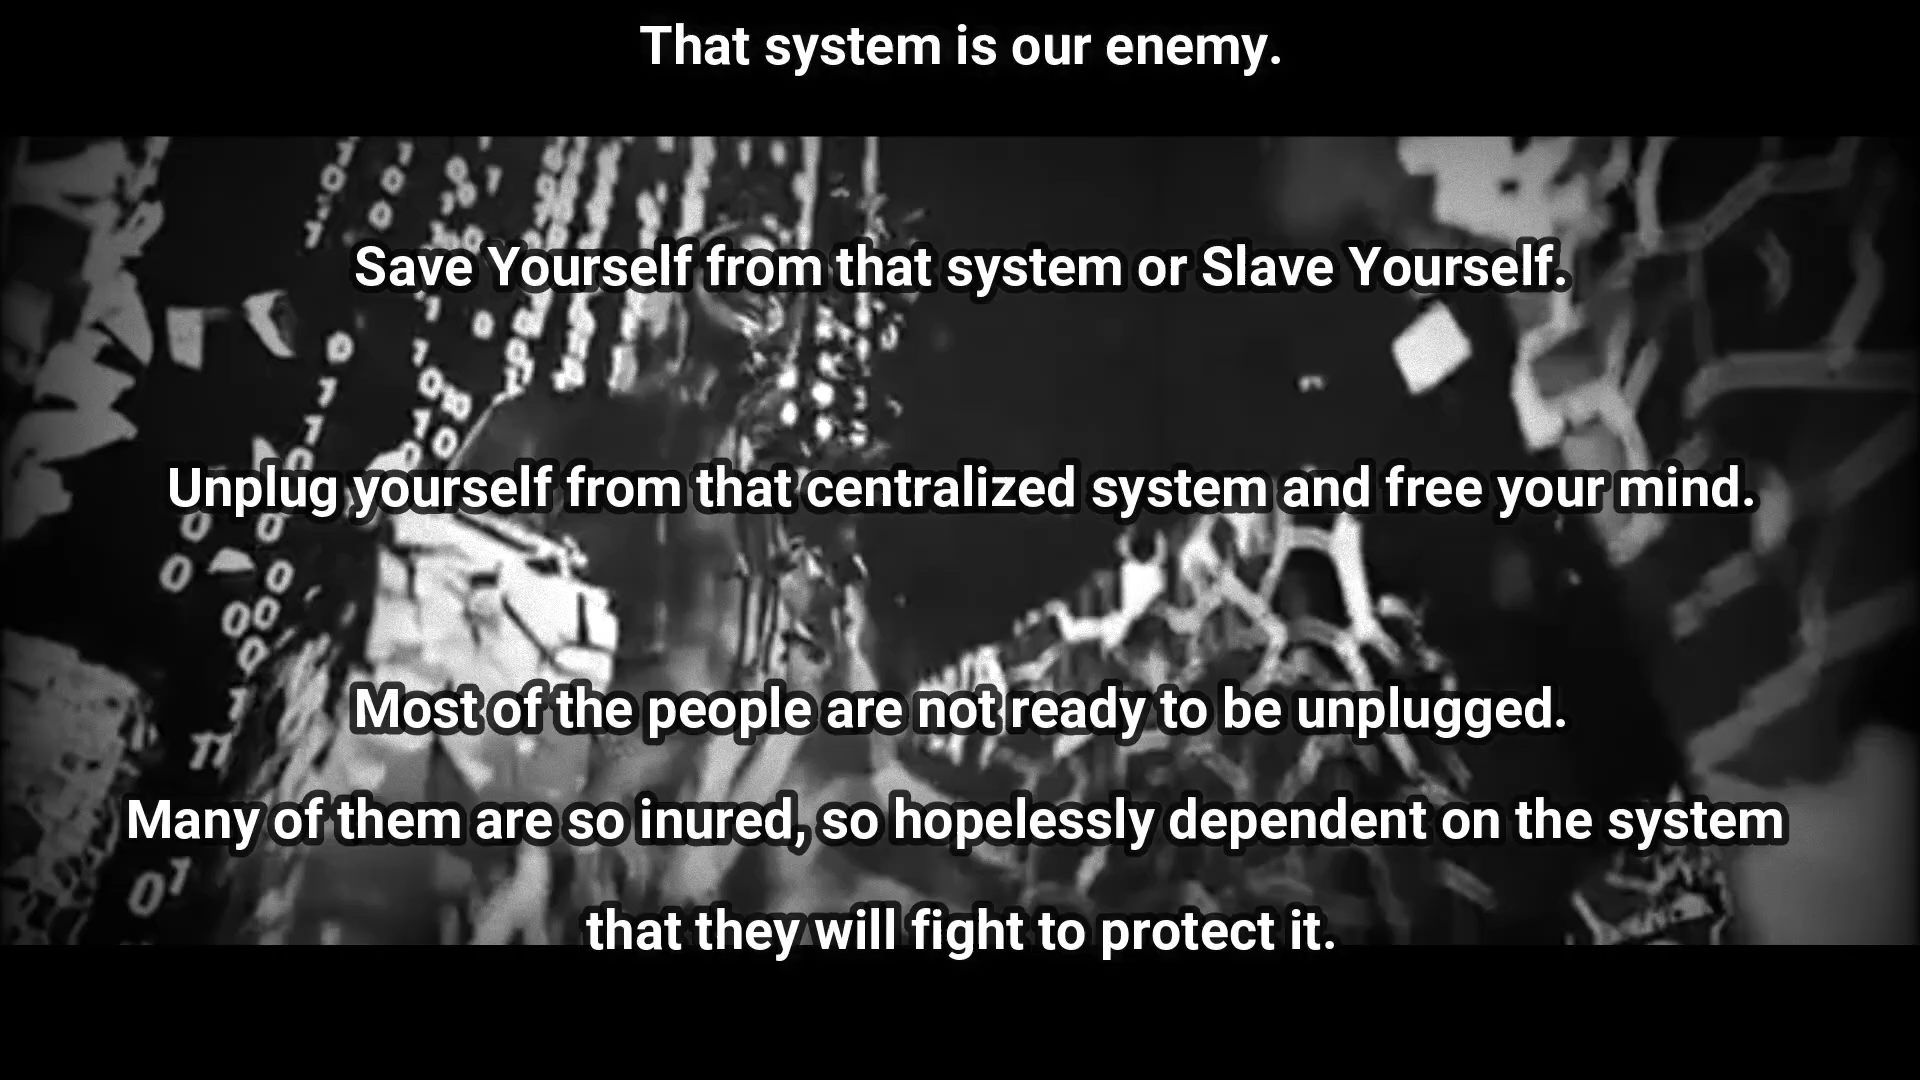 That system is our enemy.
Save Yourself from that system or Slave Yourself.
Unplug yourself from that centralized system and free your mind.
Most of the people are not ready to be unplugged.
Many of them are so inured, so hopelessly dependent on the system
that they will fight to protect it.